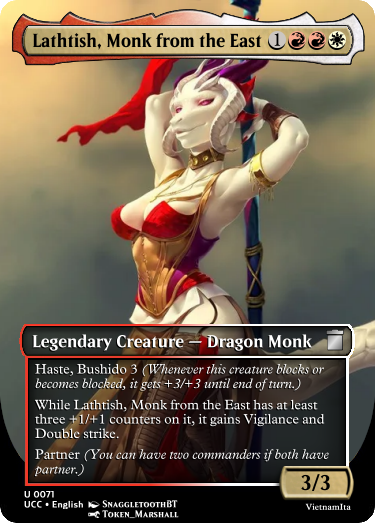 Lathtish, Monk from the East 1
Legendary Creature — Dragon Monk
Haste, Bushido 3 (Whenever this creature blocks or
becomes blocked, it gets +3/+3 until end of turn.)
While Lathtish, Monk from the East has at least
three +1/+1 counters on it, it gains Vigilance and
Double strike.
Partner (You can have two commanders if both have
partner.)
3/3
U 0071
UCC • English SnaggletoothBT
Token_Marshall
VietnamIta